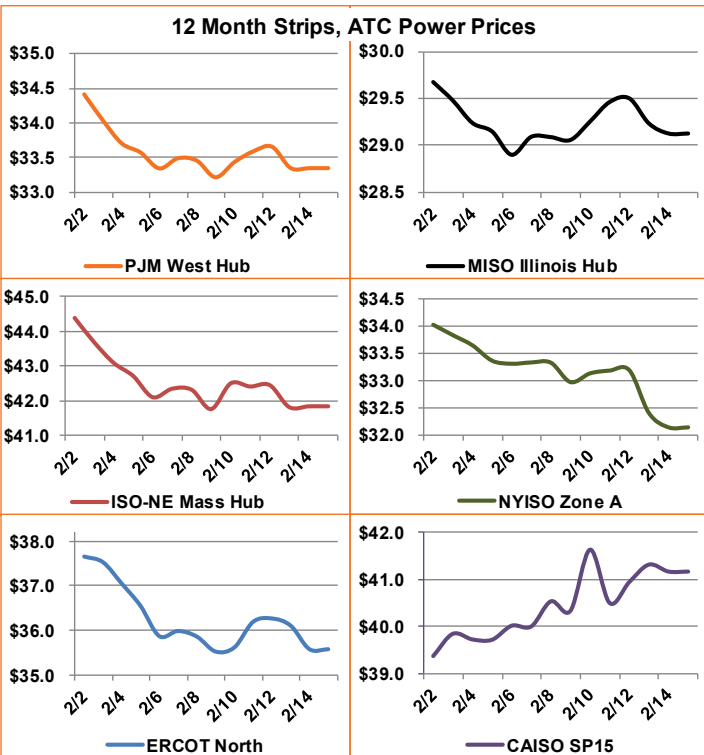 12 Month Strips, ATC Power Prices
$35.0
$34.5
$34.0
$33.5
$33.0
2/2 2/4 2/6 2/8 2/10 2/12 2/14
PJM West Hub
$30.0
$29.5
$29.0
$28.5
2/2 2/4 2/6 2/8 2/10 2/12 2/14
MISO Illinois Hub
$45.0
$44.0
$43.0
$42.0
$41.0
2/2 2/4 2/6 2/8 2/10 2/12 2/14
ISO-NE Mass Hub
$34.5
$34.0
$33.5
$33.0
$32.5
$32.0
2/2 2/4 2/6 2/8 2/10 2/12 2/14
NYISO Zone A
$38.0
$37.0
$36.0
$35.0
2/2 2/4 2/6 2/8 2/10 2/12 2/14
ERCOT North
$42.0
$41.0
$40.0
$39.0
2/2 2/4 2/6 2/8 2/10 2/12 2/14
CAISO SP15